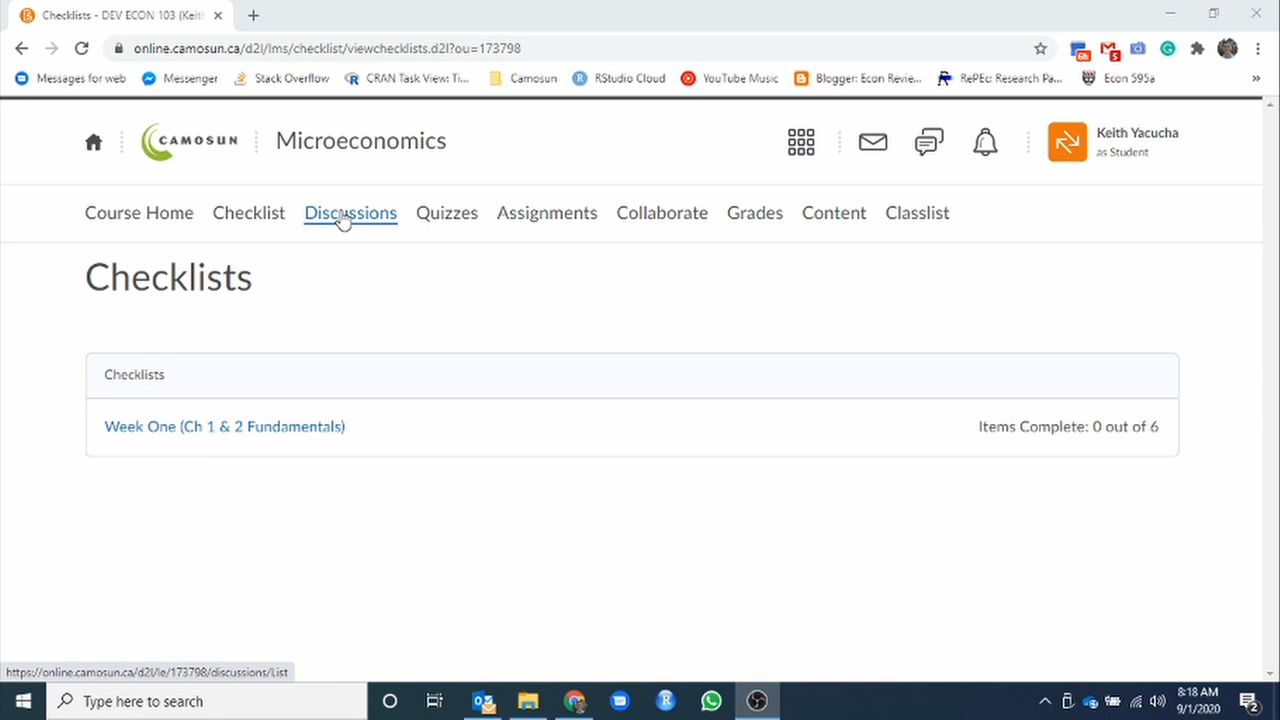 Checklists - DEV ECON 103 (Keith
online.camosun.ca/d2l/lms/checklist/viewchecklists.d2l?ou=173798
6h
5
Messages for web
Messenger
Stack Overflow
CRAN Task View: Ti...
Camosun
RStudio Cloud
YouTube Music
Blogger: Econ Revie...
RePEc: Research Pa...
Econ 595a
»
CAMOSUN
Microeconomics
Keith Yacucha
as Student
Course Home
Checklist
Discussions
Quizzes
Assignments
Collaborate
Grades
Content
Classlist
Checklists
Checklists
Week One (Ch 1 & 2 Fundamentals)
Items Complete: 0 out of 6
https://online.camosun.ca/d2l/le/173798/discussions/List
Type here to search
R
8:18 AM
9/1/2020
2